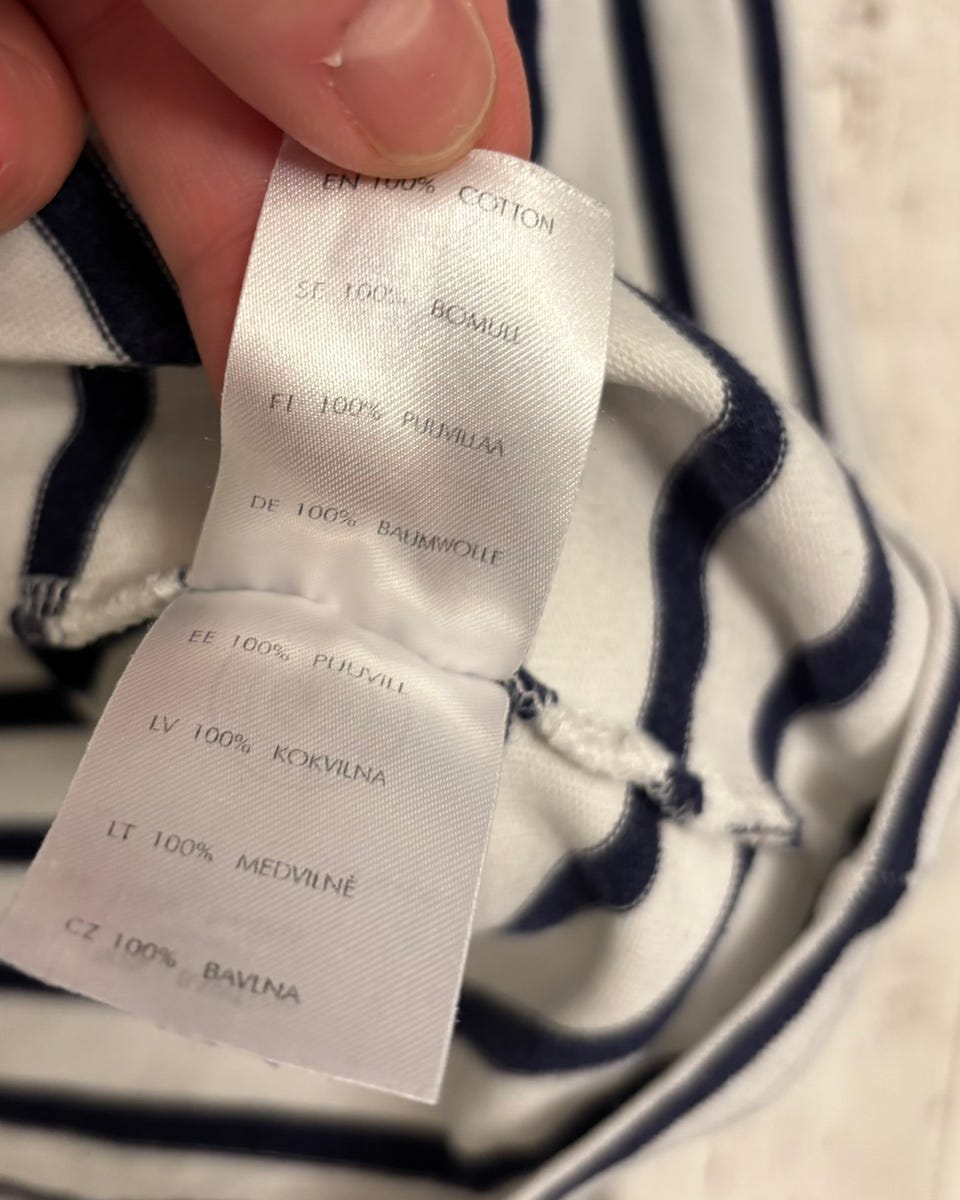 EN 100% COTTON
SE 100% BOMULL
FI 100% PUUVILLAA
DE 100% BAUMWOLLE
EE 100% PUUVILL
LV 100% KOKVILNA
LT 100% MEDVILNĖ
CZ 100% BAVLNA